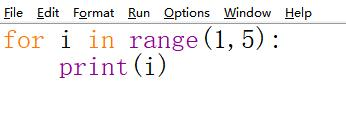 File Edit Format Run Options Window Help
for i in range(1,5):
    print(i)